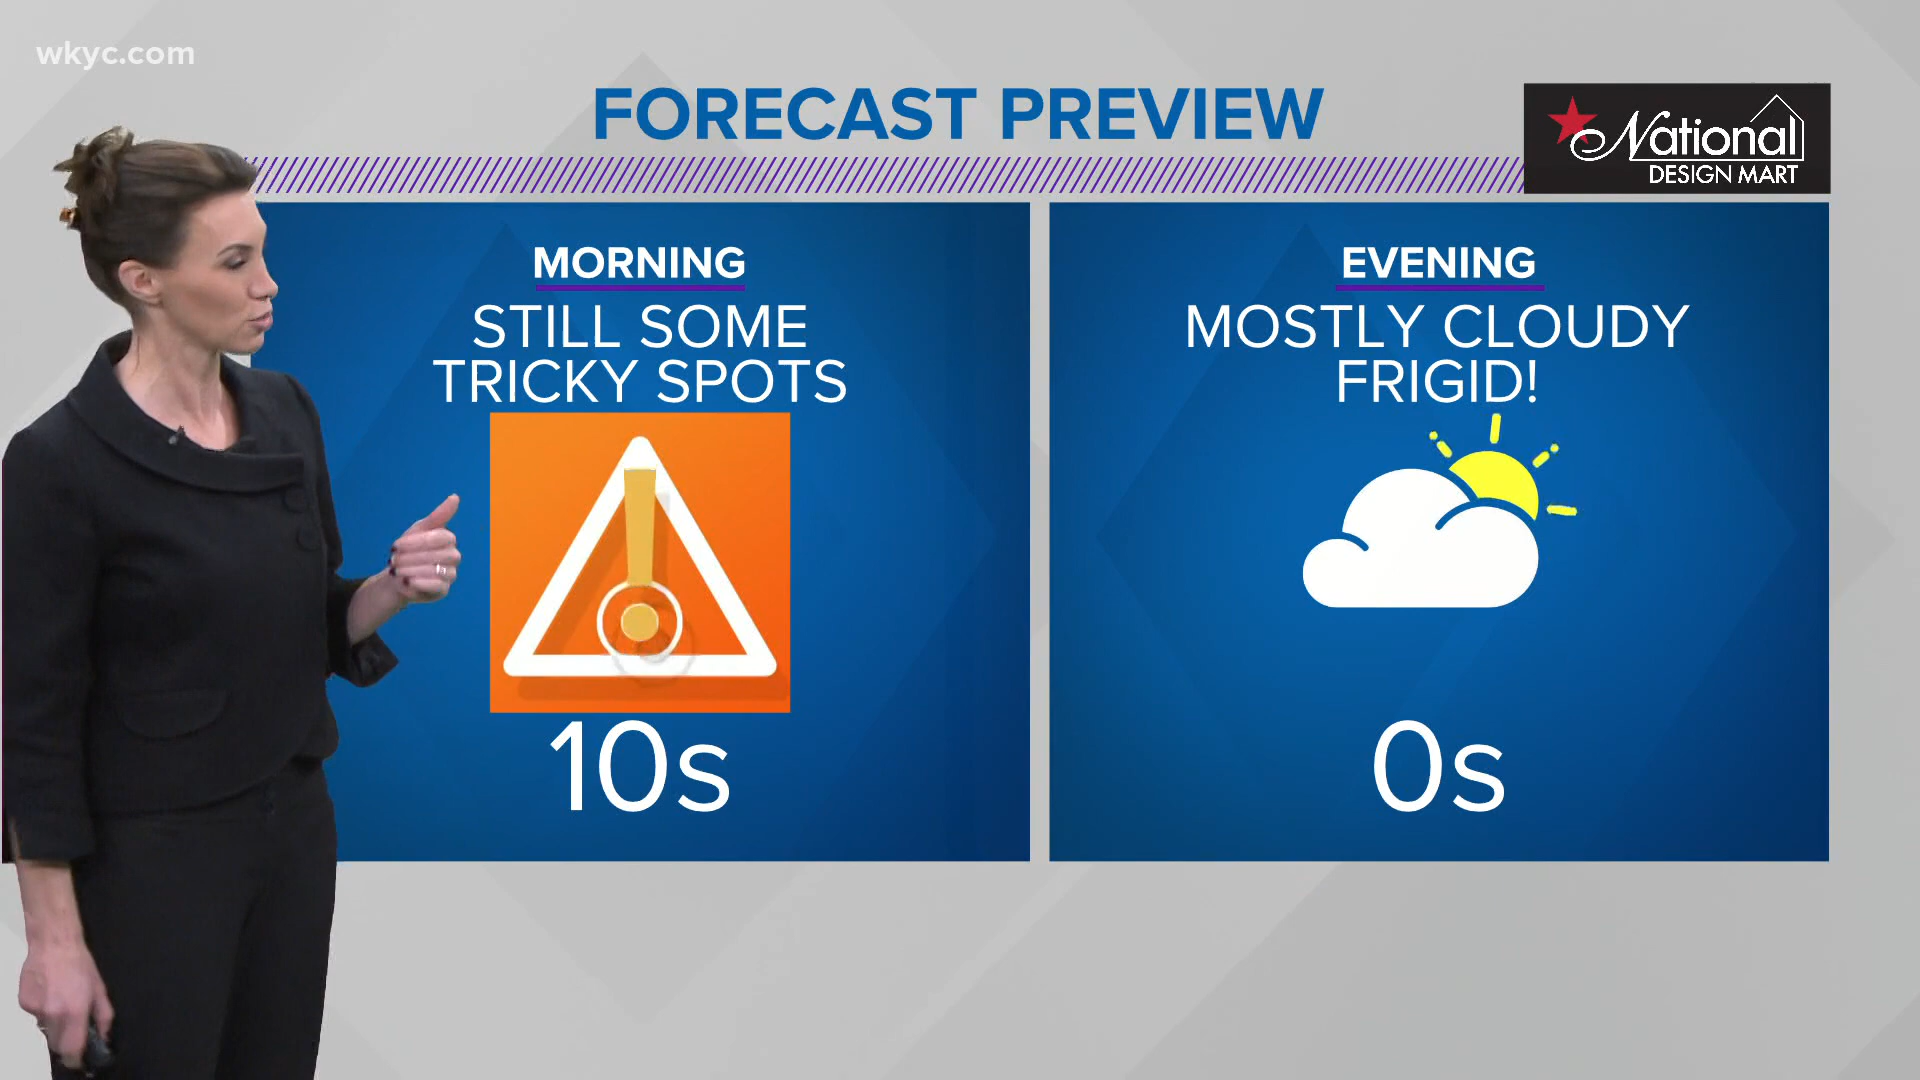 wkyc.com
FORECAST PREVIEW
National
DESIGN MART
MORNING
STILL SOME
TRICKY SPOTS
10s
EVENING
MOSTLY CLOUDY
FRIGID!
0s